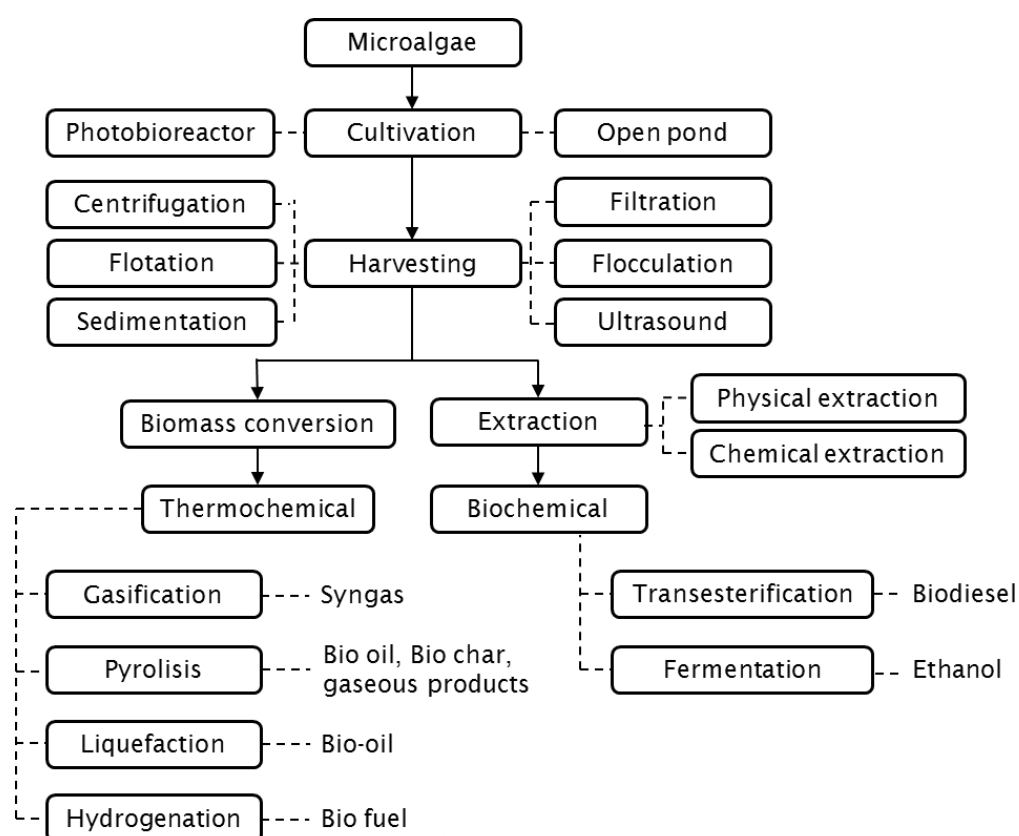 Microalgae
Photobioreactor
Cultivation
Open pond
Centrifugation
Filtration
Flotation
Harvesting
Flocculation
Sedimentation
Ultrasound
Biomass conversion
Extraction
Physical extraction
Chemical extraction
Thermochemical
Biochemical
Gasification
Syngas
Transesterification
Biodiesel
Pyrolisis
Bio oil, Bio char,
gaseous products
Fermentation
Ethanol
Liquefaction
Bio-oil
Hydrogenation
Bio fuel